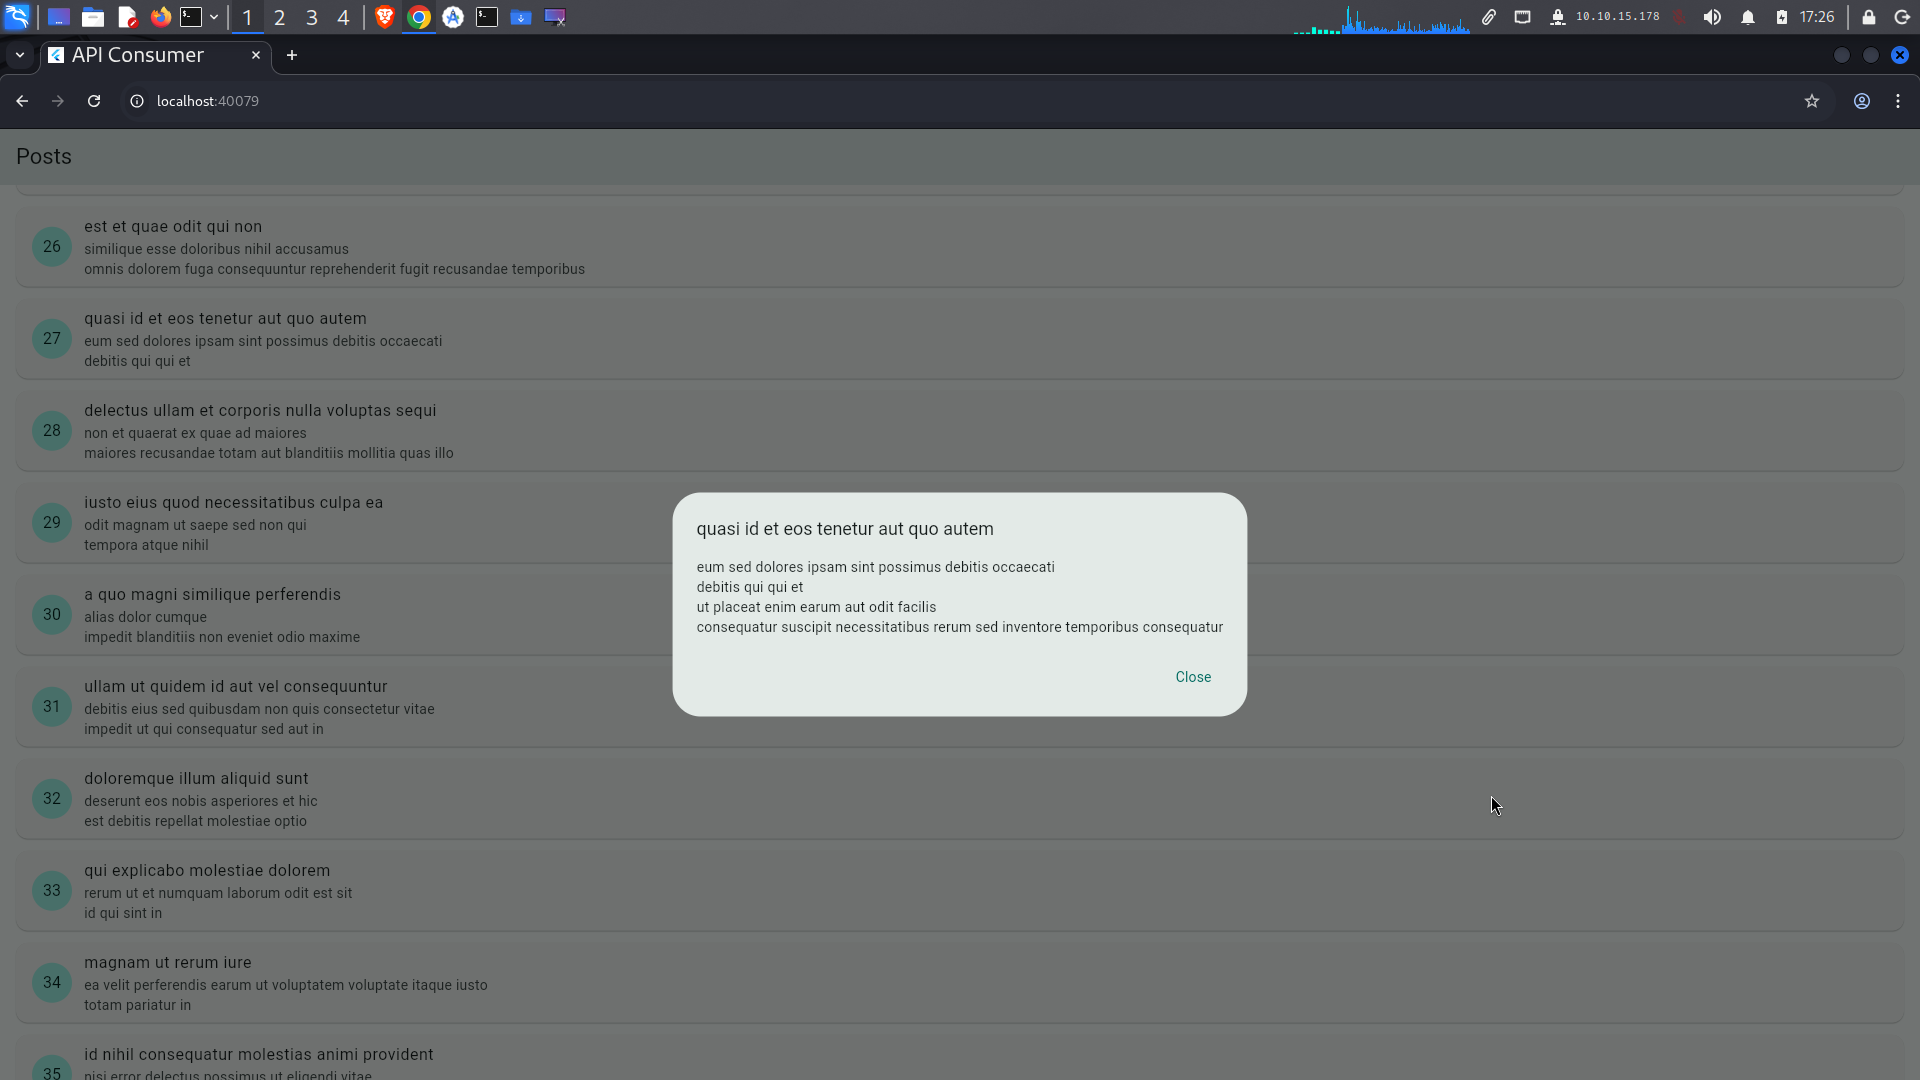 1 2 3 4
10.10.15.178
17:26
API Consumer
localhost:40079
Posts
26
est et quae odit qui non
similique esse doloribus nihil accusamus
omnis dolorem fuga consequuntur reprehenderit fugit recusandae temporibus
27
quasi id et eos tenetur aut quo autem
eum sed dolores ipsam sint possimus debitis occaecati
debitis qui qui et
28
delectus ullam et corporis nulla voluptas sequi
non et quaerat ex quae ad maiores
maiores recusandae totam aut blanditiis mollitia quas illo
29
iusto eius quod necessitatibus culpa ea
odit magnam ut saepe sed non qui
tempora atque nihil
30
a quo magni similique perferendis
alias dolor cumque
impedit blanditiis non eveniet odio maxime
31
ullam ut quidem id aut vel consequuntur
debitis eius sed quibusdam non quis consectetur vitae
impedit ut qui consequatur sed aut in
32
doloremque illum aliquid sunt
deserunt eos nobis asperiores et hic
est debitis repellat molestiae optio
33
qui explicabo molestiae dolorem
rerum ut et numquam laborum odit est sit
id qui sint in
34
magnam ut rerum iure
ea velit perferendis earum ut voluptatem voluptate itaque iusto
totam pariatur in
35
id nihil consequatur molestias animi provident
nisi error delectus possimus ut eligendi vitae
quasi id et eos tenetur aut quo autem
eum sed dolores ipsam sint possimus debitis occaecati
debitis qui qui et
ut placeat enim earum aut odit facilis
consequatur suscipit necessitatibus rerum sed inventore temporibus consequatur
Close